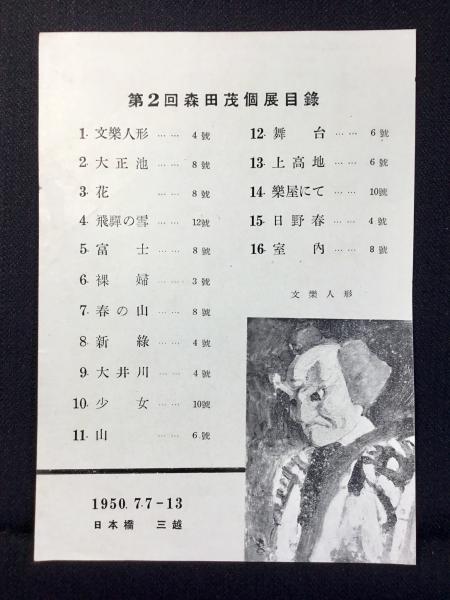 第2回森田茂個展目錄
1. 文樂人形 …… 4號
2. 大正池 …… 8號
3. 花 …… 8號
4. 飛驒の雪 …… 12號
5. 富士 …… 8號
6. 裸婦 …… 3號
7. 春の山 …… 8號
8. 新綠 …… 4號
9. 大井川 …… 4號
10. 少女 …… 10號
11. 山 …… 6號
12. 舞台 …… 6號
13. 上高地 …… 6號
14. 樂屋にて …… 10號
15. 日野春 …… 4號
16. 室內 …… 8號
文樂人形
1950. 7.7-13
日本橋 三越